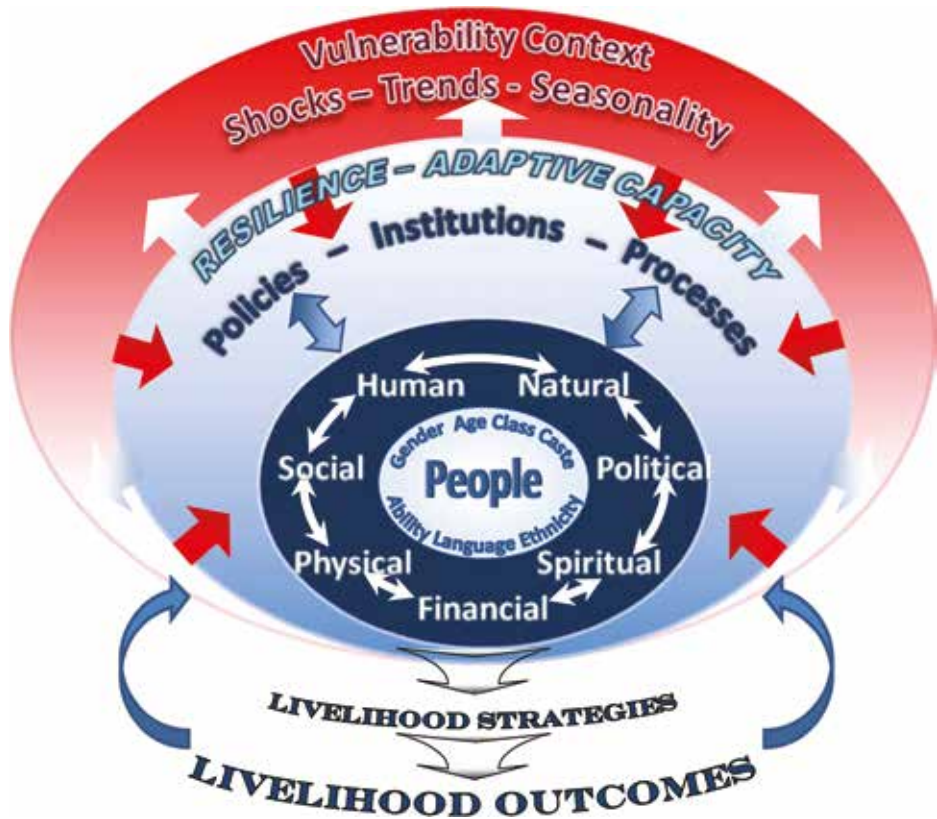 Vulnerability Context
Shocks – Trends - Seasonality
RESILIENCE – ADAPTIVE CAPACITY
Policies – Institutions – Processes
Human
Natural
Gender Age Class Caste
Social
People
Political
Ability Language Ethnicity
Physical
Spiritual
Financial
LIVELIHOOD STRATEGIES
LIVELIHOOD OUTCOMES